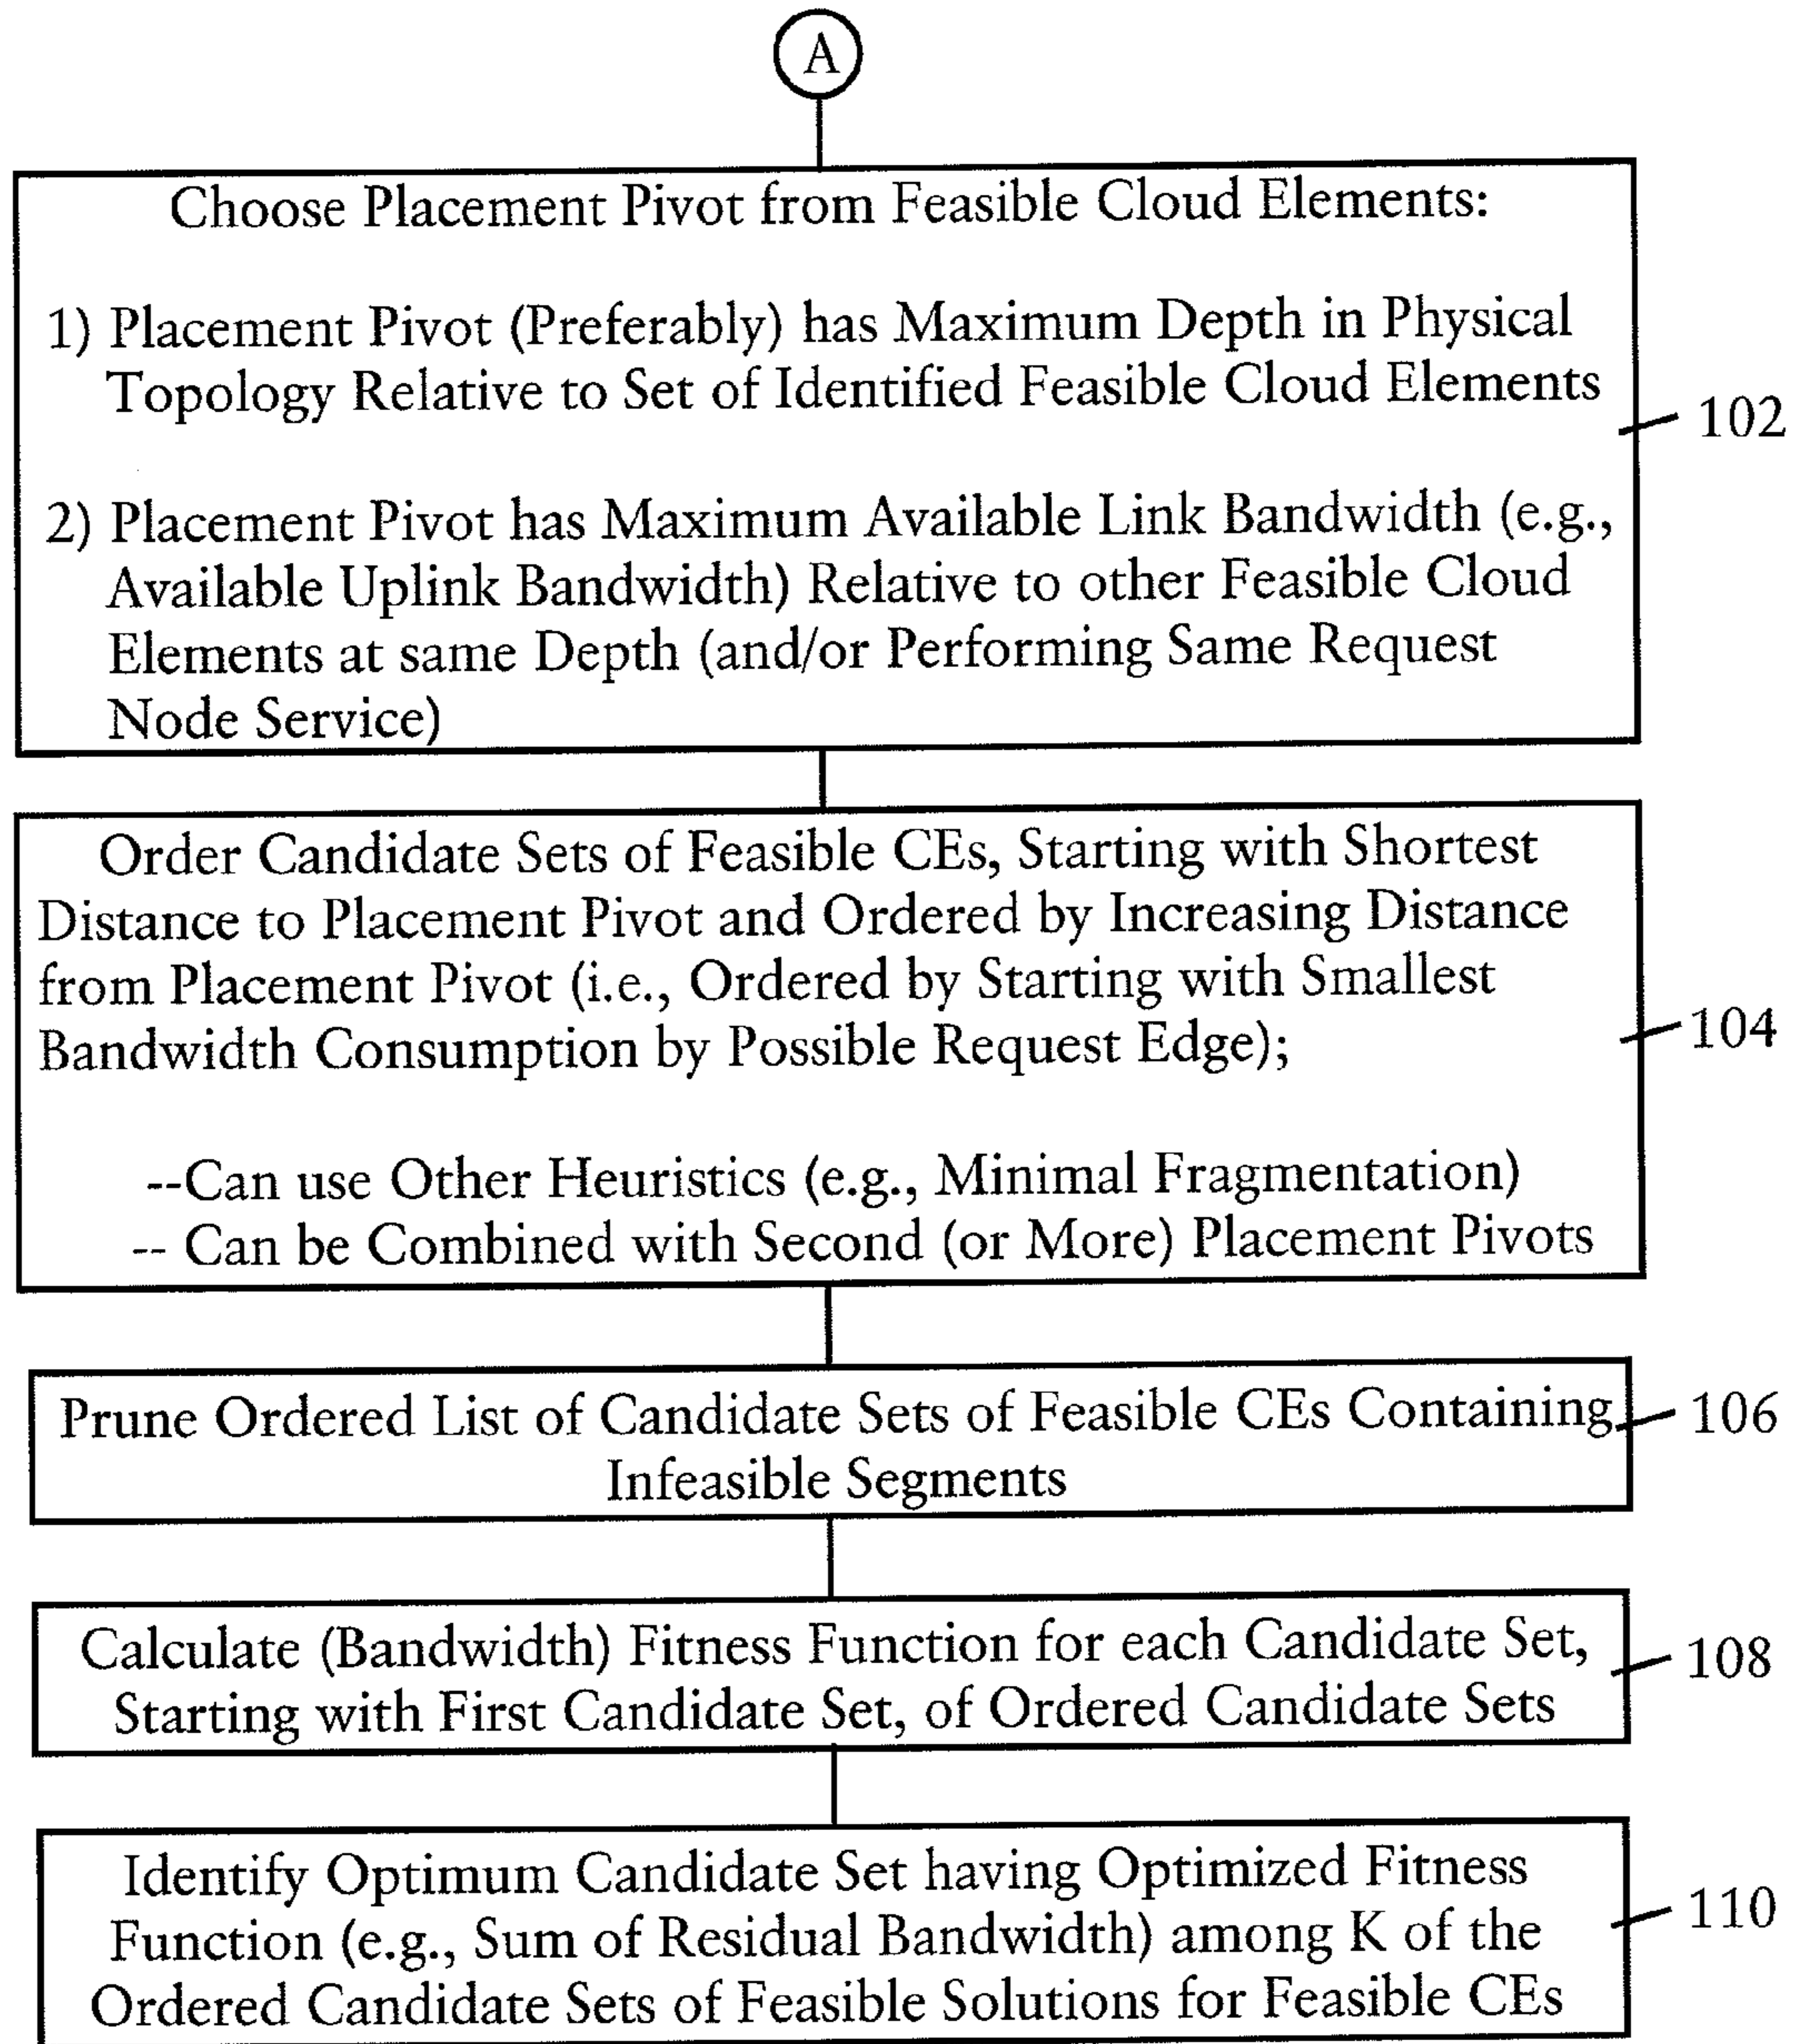 A
Choose Placement Pivot from Feasible Cloud Elements:
1) Placement Pivot (Preferably) has Maximum Depth in Physical
Topology Relative to Set of Identified Feasible Cloud Elements
102
2) Placement Pivot has Maximum Available Link Bandwidth (e.g.,
Available Uplink Bandwidth) Relative to other Feasible Cloud
Elements at same Depth (and/or Performing Same Request
Node Service)
Order Candidate Sets of Feasible CEs, Starting with Shortest
Distance to Placement Pivot and Ordered by Increasing Distance
from Placement Pivot (i.e., Ordered by Starting with Smallest
Bandwidth Consumption by Possible Request Edge);
104
--Can use Other Heuristics (e.g., Minimal Fragmentation)
-- Can be Combined with Second (or More) Placement Pivots
Prune Ordered List of Candidate Sets of Feasible CEs Containing
Infeasible Segments
106
Calculate (Bandwidth) Fitness Function for each Candidate Set,
Starting with First Candidate Set, of Ordered Candidate Sets
108
Identify Optimum Candidate Set having Optimized Fitness
Function (e.g., Sum of Residual Bandwidth) among K of the
Ordered Candidate Sets of Feasible Solutions for Feasible CEs
110